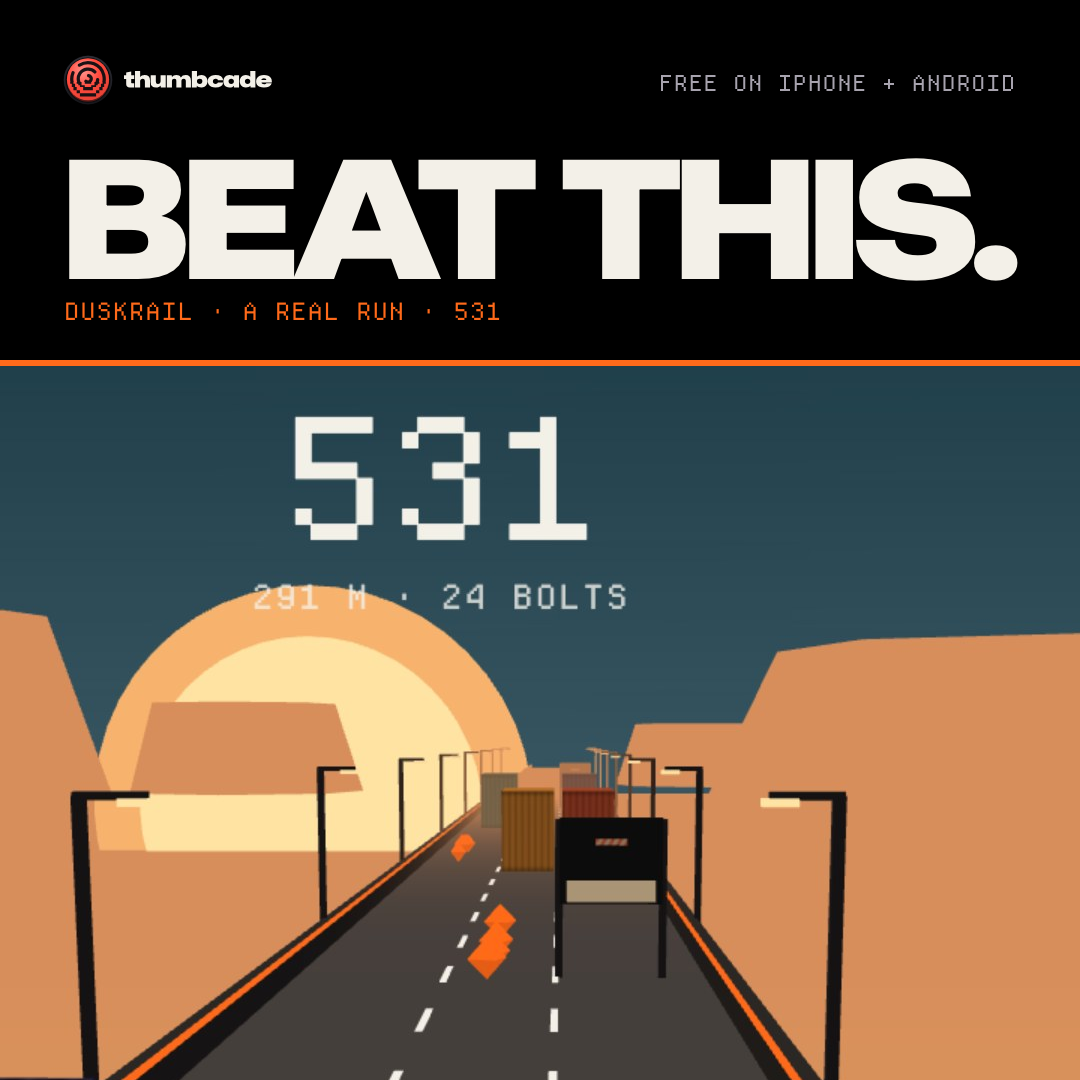 thumbcade
FREE ON IPHONE + ANDROID
BEAT THIS.
DUSKRAIL · A REAL RUN · 531
531
291 M · 24 BOLTS